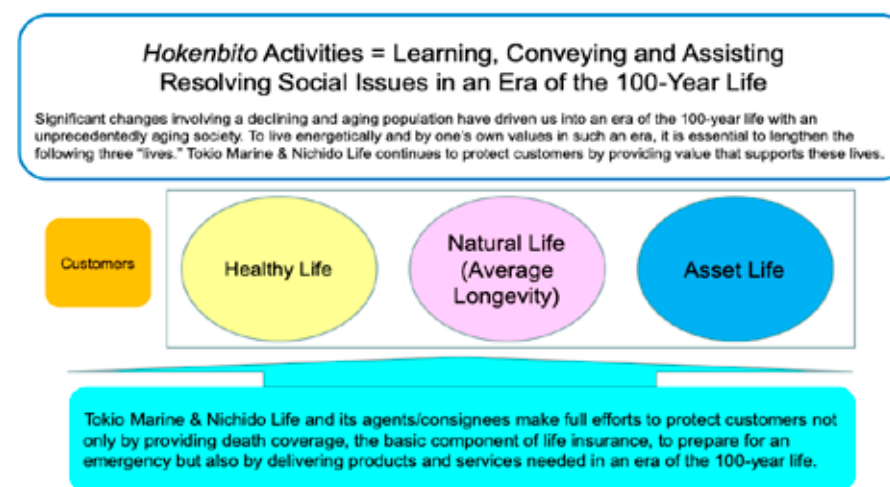 Hokenbito Activities = Learning, Conveying and Assisting
Resolving Social Issues in an Era of the 100-Year Life
Significant changes involving a declining and aging population have driven us into an era of the 100-year life with an
unprecedentedly aging society. To live energetically and by one's own values in such an era, it is essential to lengthen the
following three "lives." Tokio Marine & Nichido Life continues to protect customers by providing value that supports these lives.
Customers
Healthy Life
Natural Life
(Average
Longevity)
Asset Life
Tokio Marine & Nichido Life and its agents/consignees make full efforts to protect customers not
only by providing death coverage, the basic component of life insurance, to prepare for an
emergency but also by delivering products and services needed in an era of the 100-year life.